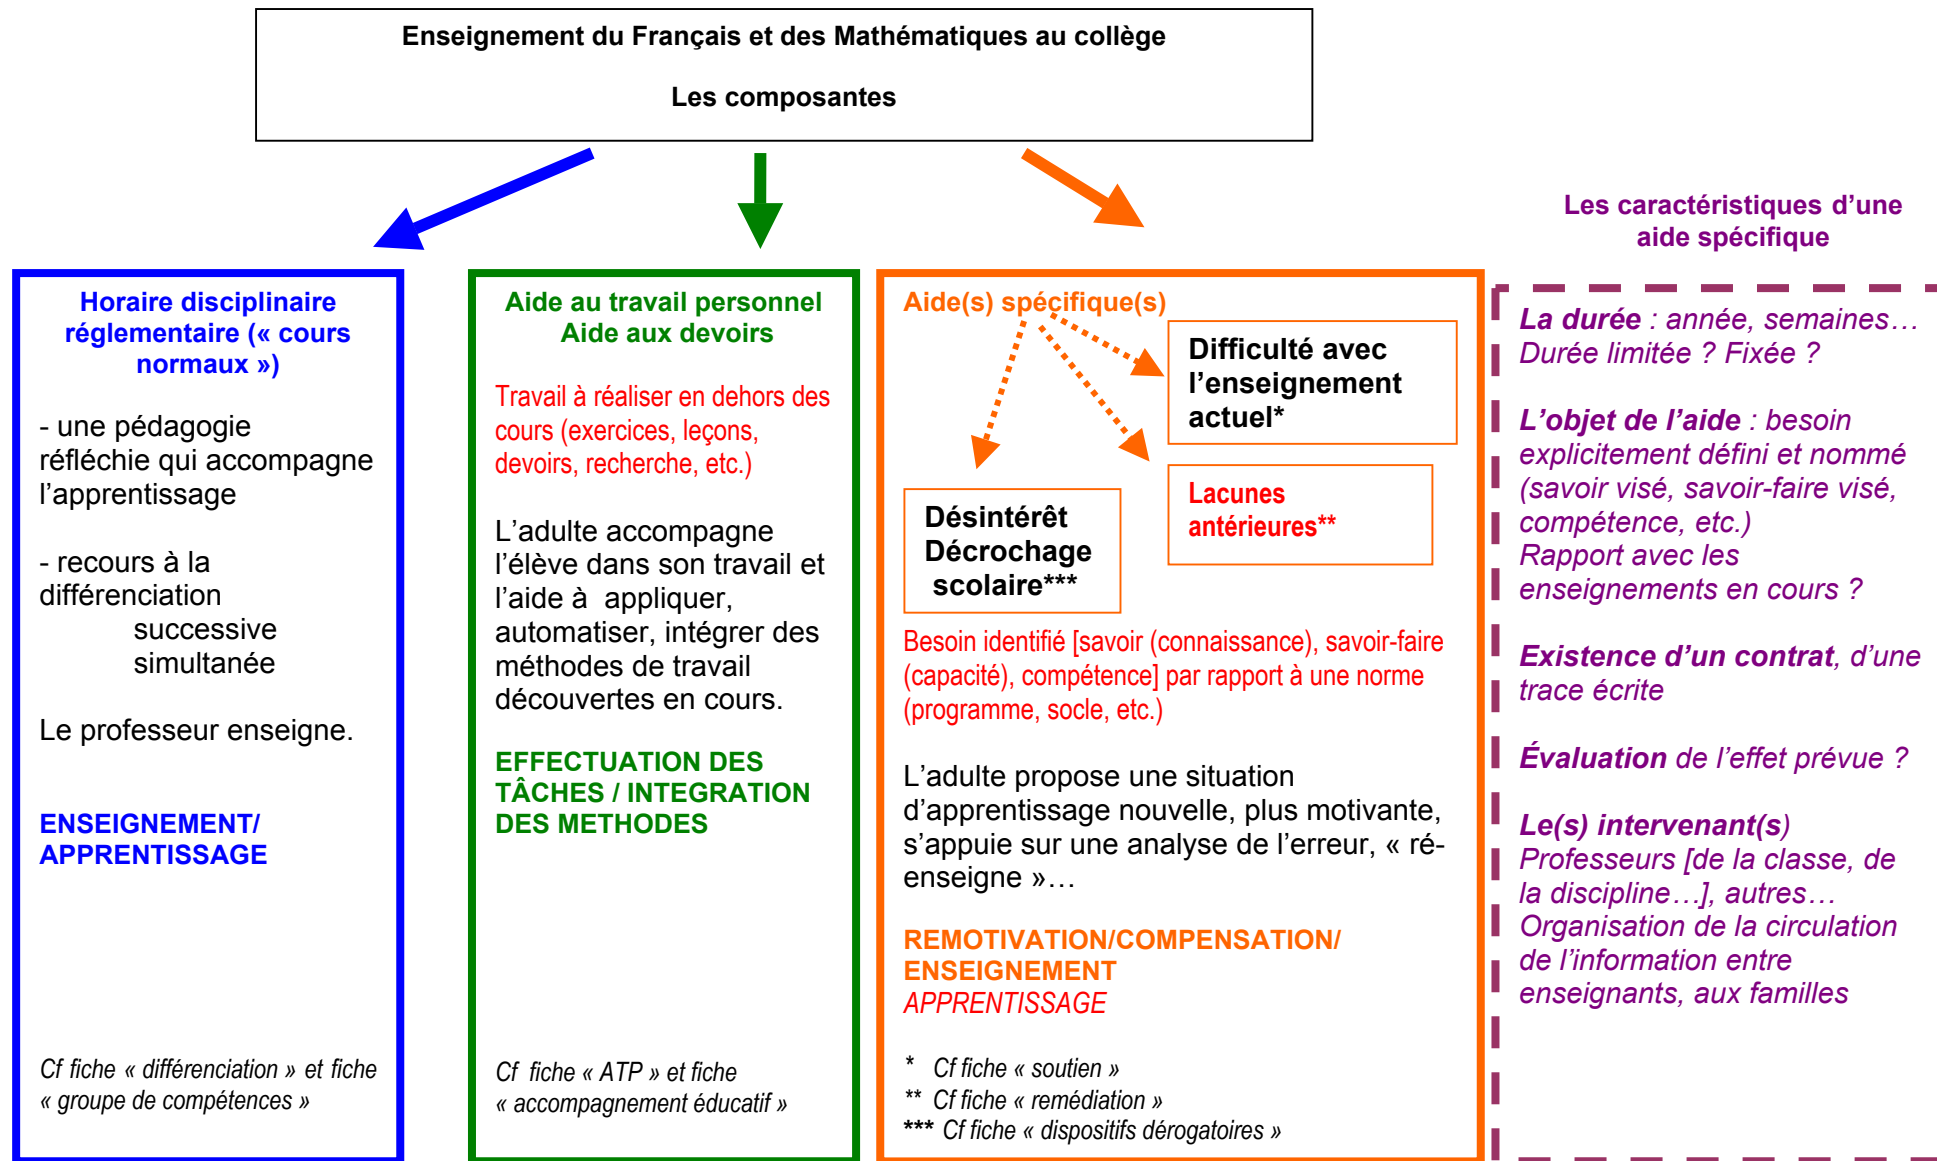 Enseignement du Français et des Mathématiques au collège
Les composantes
Horaire disciplinaire
réglementaire (« cours
normaux »)
- une pédagogie
réfléchie qui accompagne
l’apprentissage
- recours à la
différenciation
successive
simultanée
Le professeur enseigne.
ENSEIGNEMENT/
APPRENTISSAGE
Cf fiche « différenciation » et fiche
« groupe de compétences »
Aide au travail personnel
Aide aux devoirs
Travail à réaliser en dehors des
cours (exercices, leçons,
devoirs, recherche, etc.)
L’adulte accompagne
l’élève dans son travail et
l’aide à appliquer,
automatiser, intégrer des
méthodes de travail
découvertes en cours.
EFFECTUATION DES
TÂCHES / INTEGRATION
DES METHODES
Cf fiche « ATP » et fiche
« accompagnement éducatif »
Aide(s) spécifique(s)
Difficulté avec
l’enseignement
actuel*
Lacunes
antérieures**
Désintérêt
Décrochage
scolaire***
Besoin identifié [savoir (connaissance), savoir-faire
(capacité), compétence] par rapport à une norme
(programme, socle, etc.)
L’adulte propose une situation
d’apprentissage nouvelle, plus motivante,
s’appuie sur une analyse de l’erreur, « ré-
enseigne »…
REMOTIVATION/COMPENSATION/
ENSEIGNEMENT
APPRENTISSAGE
* Cf fiche « soutien »
** Cf fiche « remédiation »
*** Cf fiche « dispositifs dérogatoires »
Les caractéristiques d’une
aide spécifique
La durée : année, semaines…
Durée limitée ? Fixée ?
L’objet de l’aide : besoin
explicitement défini et nommé
(savoir visé, savoir-faire visé,
compétence, etc.)
Rapport avec les
enseignements en cours ?
Existence d’un contrat, d’une
trace écrite
Évaluation de l’effet prévue ?
Le(s) intervenant(s)
Professeurs [de la classe, de
la discipline…], autres…
Organisation de la circulation
de l’information entre
enseignants, aux familles